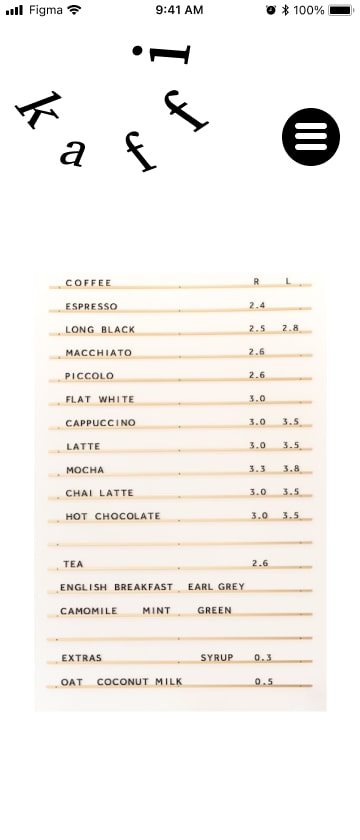 Figma 9:41 AM 100%
kaffi
COFFEE R L
ESPRESSO 2.4
LONG BLACK 2.5 2.8
MACCHIATO 2.6
PICCOLO 2.6
FLAT WHITE 3.0
CAPPUCCINO 3.0 3.5
LATTE 3.0 3.5
MOCHA 3.3 3.8
CHAI LATTE 3.0 3.5
HOT CHOCOLATE 3.0 3.5
TEA 2.6
ENGLISH BREAKFAST EARL GREY
CAMOMILE MINT GREEN
EXTRAS SYRUP 0.3
OAT COCONUT MILK 0.5